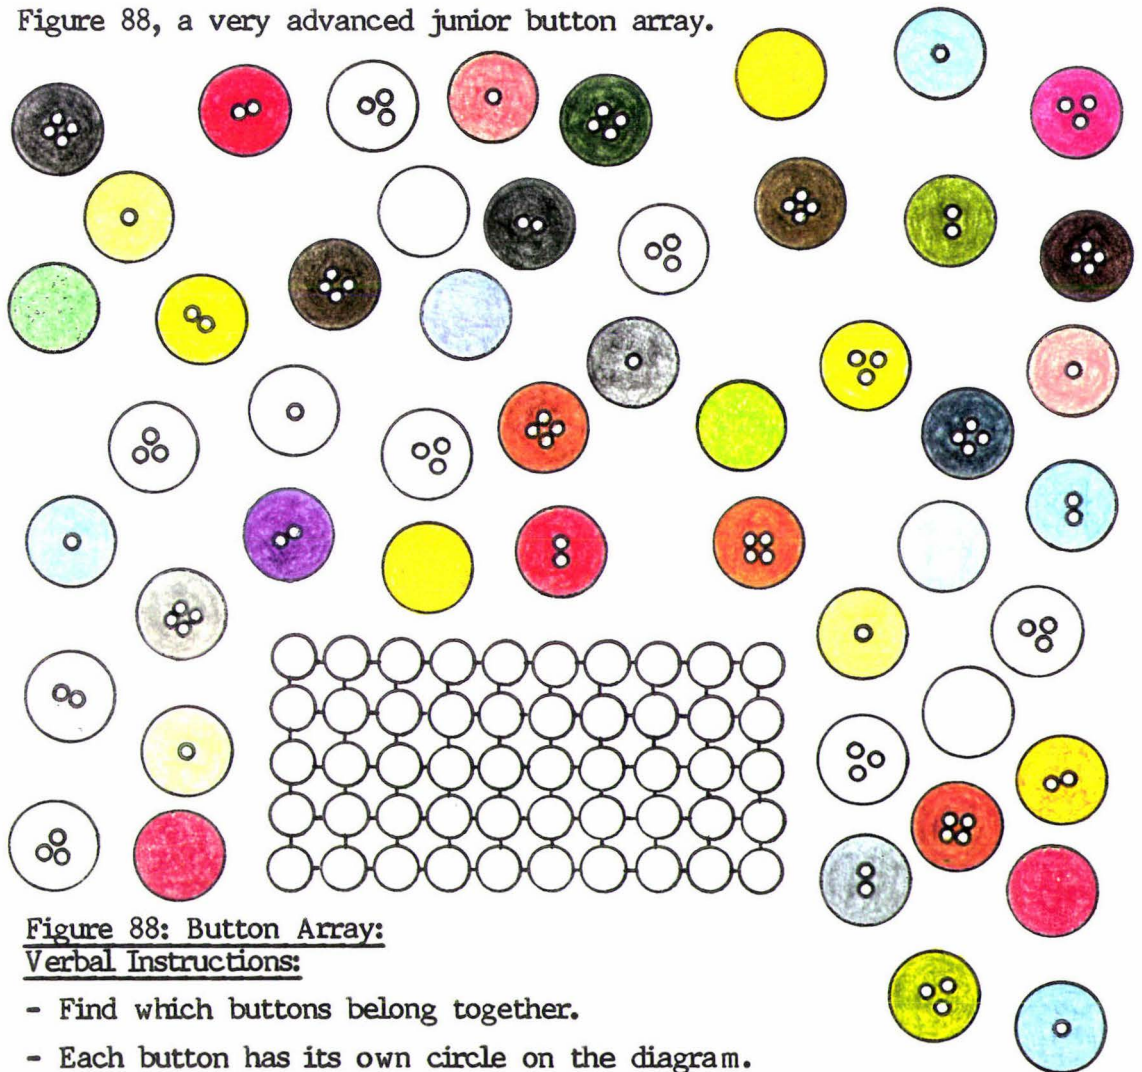 Figure 88, a very advanced junior button array.
Figure 88: Button Array:
Verbal Instructions:
- Find which buttons belong together.
- Each button has its own circle on the diagram.